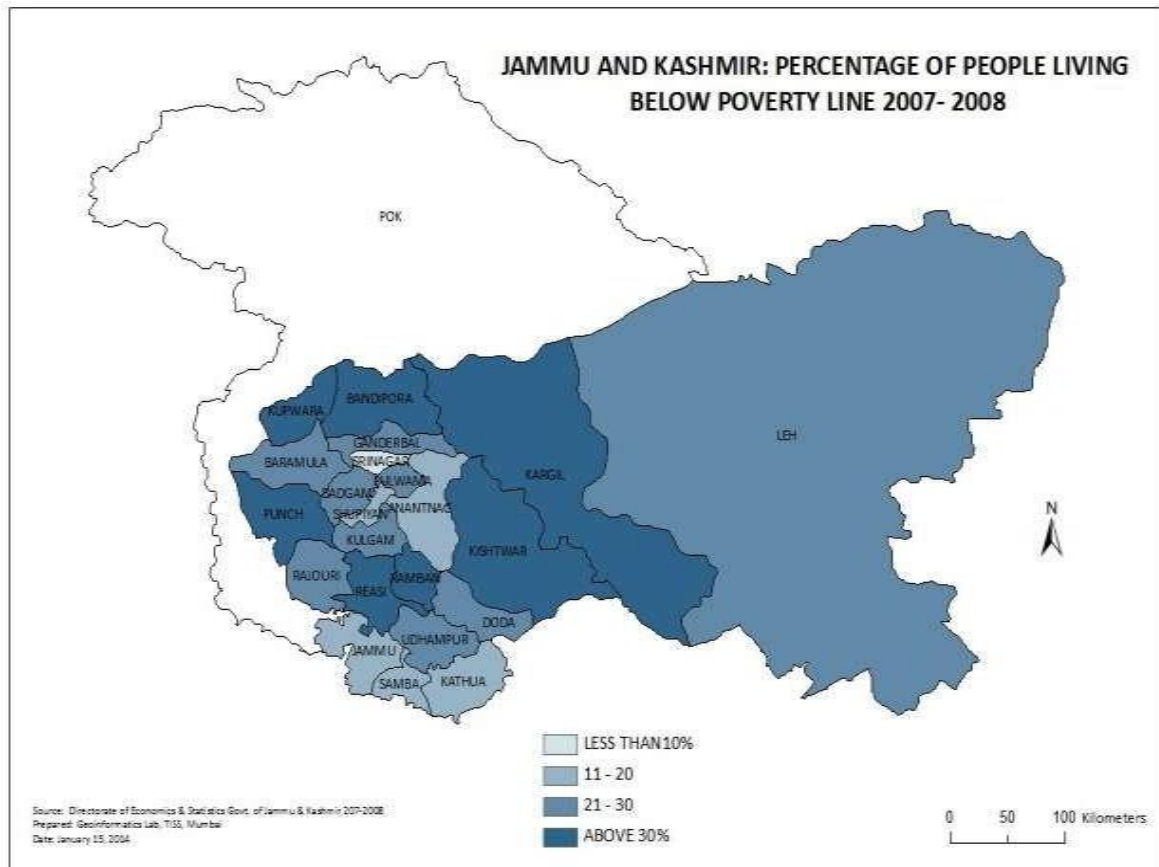 JAMMU AND KASHMIR: PERCENTAGE OF PEOPLE LIVING
BELOW POVERTY LINE 2007- 2008
POK
LEH
KUPWARA
BANDIPORA
GANDERBAL
BARAMULA
SRINAGAR
PULWAMA
BADGAM
KARGIL
PUNCH
SHUPIYAN
ANANTNAG
KULGAM
KISHTWAR
RAJOURI
REASI
RAMBAN
DODA
UDHAMPUR
JAMMU
SAMBA
KATHUA
N
LESS THAN10%
11 - 20
21 - 30
ABOVE 30%
Source: Directorate of Economics & Statistics Govt. of Jammu & Kashmir 207-2008
Prepared: Geoinformatics Lab, TISS, Mumbai
Date: January 15, 2014
0 50 100 Kilometers